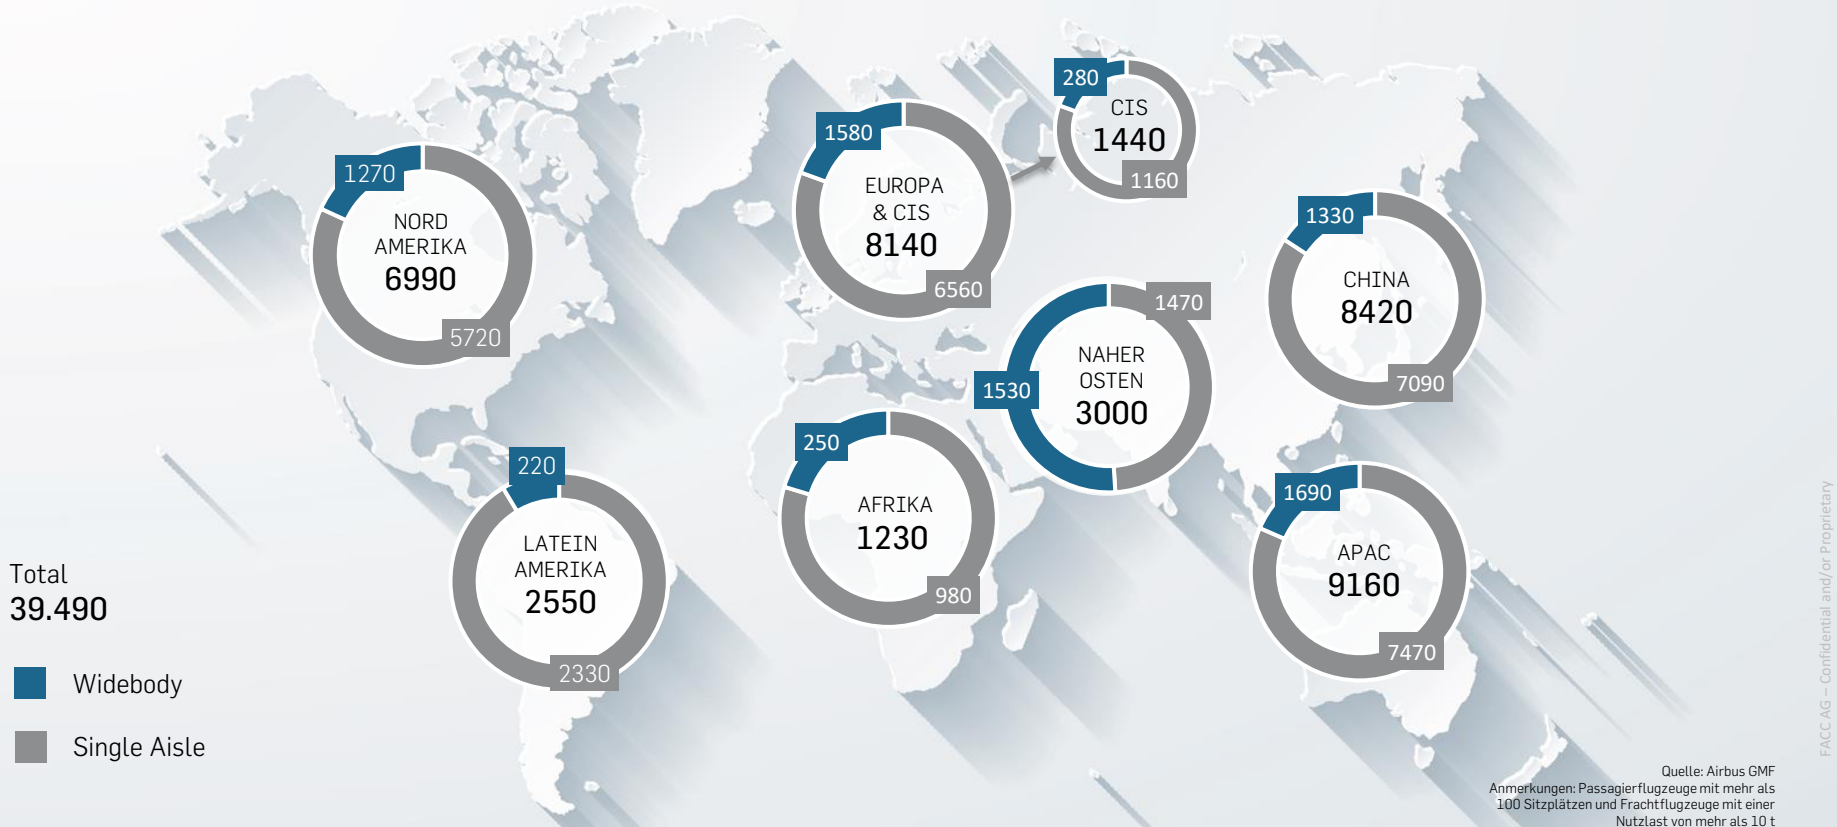 280
CIS
1440
1160
1580
EUROPA
& CIS
8140
6560
1270
NORD
AMERIKA
6990
5720
1330
CHINA
8420
7090
1470
NAHER
OSTEN
1530
3000
250
AFRIKA
1230
980
220
LATEIN
AMERIKA
2550
2330
1690
APAC
9160
7470
Total
39.490
Widebody
Single Aisle
Quelle: Airbus GMF
Anmerkungen: Passagierflugzeuge mit mehr als
100 Sitzplätzen und Frachtflugzeuge mit einer
Nutzlast von mehr als 10 t
FACC AG – Confidential and/or Proprietary